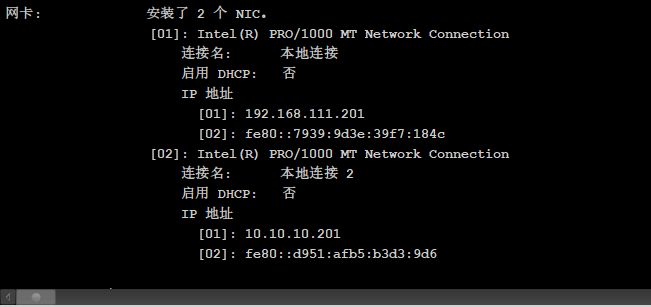 网卡: 安装了 2 个 NIC。
[01]: Intel(R) PRO/1000 MT Network Connection
连接名: 本地连接
启用 DHCP: 否
IP 地址
[01]: 192.168.111.201
[02]: fe80::7939:9d3e:39f7:184c
[02]: Intel(R) PRO/1000 MT Network Connection
连接名: 本地连接 2
启用 DHCP: 否
IP 地址
[01]: 10.10.10.201
[02]: fe80::d951:afb5:b3d3:9d6